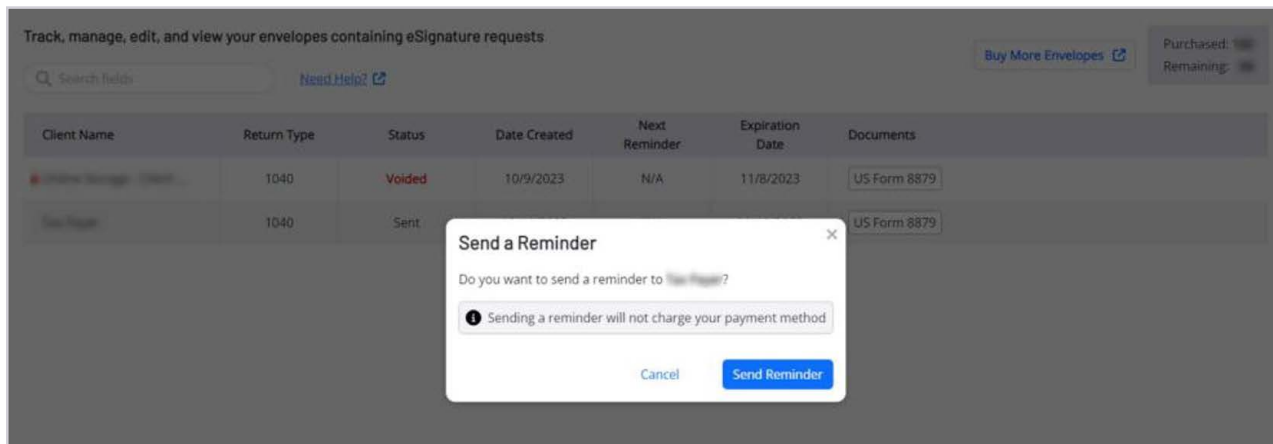 Track, manage, edit, and view your envelopes containing eSignature requests
Buy More Envelopes
Purchased:
Remaining:
Search fields
Need Help?
Client Name Return Type Status Date Created Next Reminder Expiration Date Documents
1040 Voided 10/9/2023 N/A 11/8/2023 US Form 8879
1040 Sent US Form 8879
Send a Reminder
Do you want to send a reminder to ?
Sending a reminder will not charge your payment method
Cancel Send Reminder